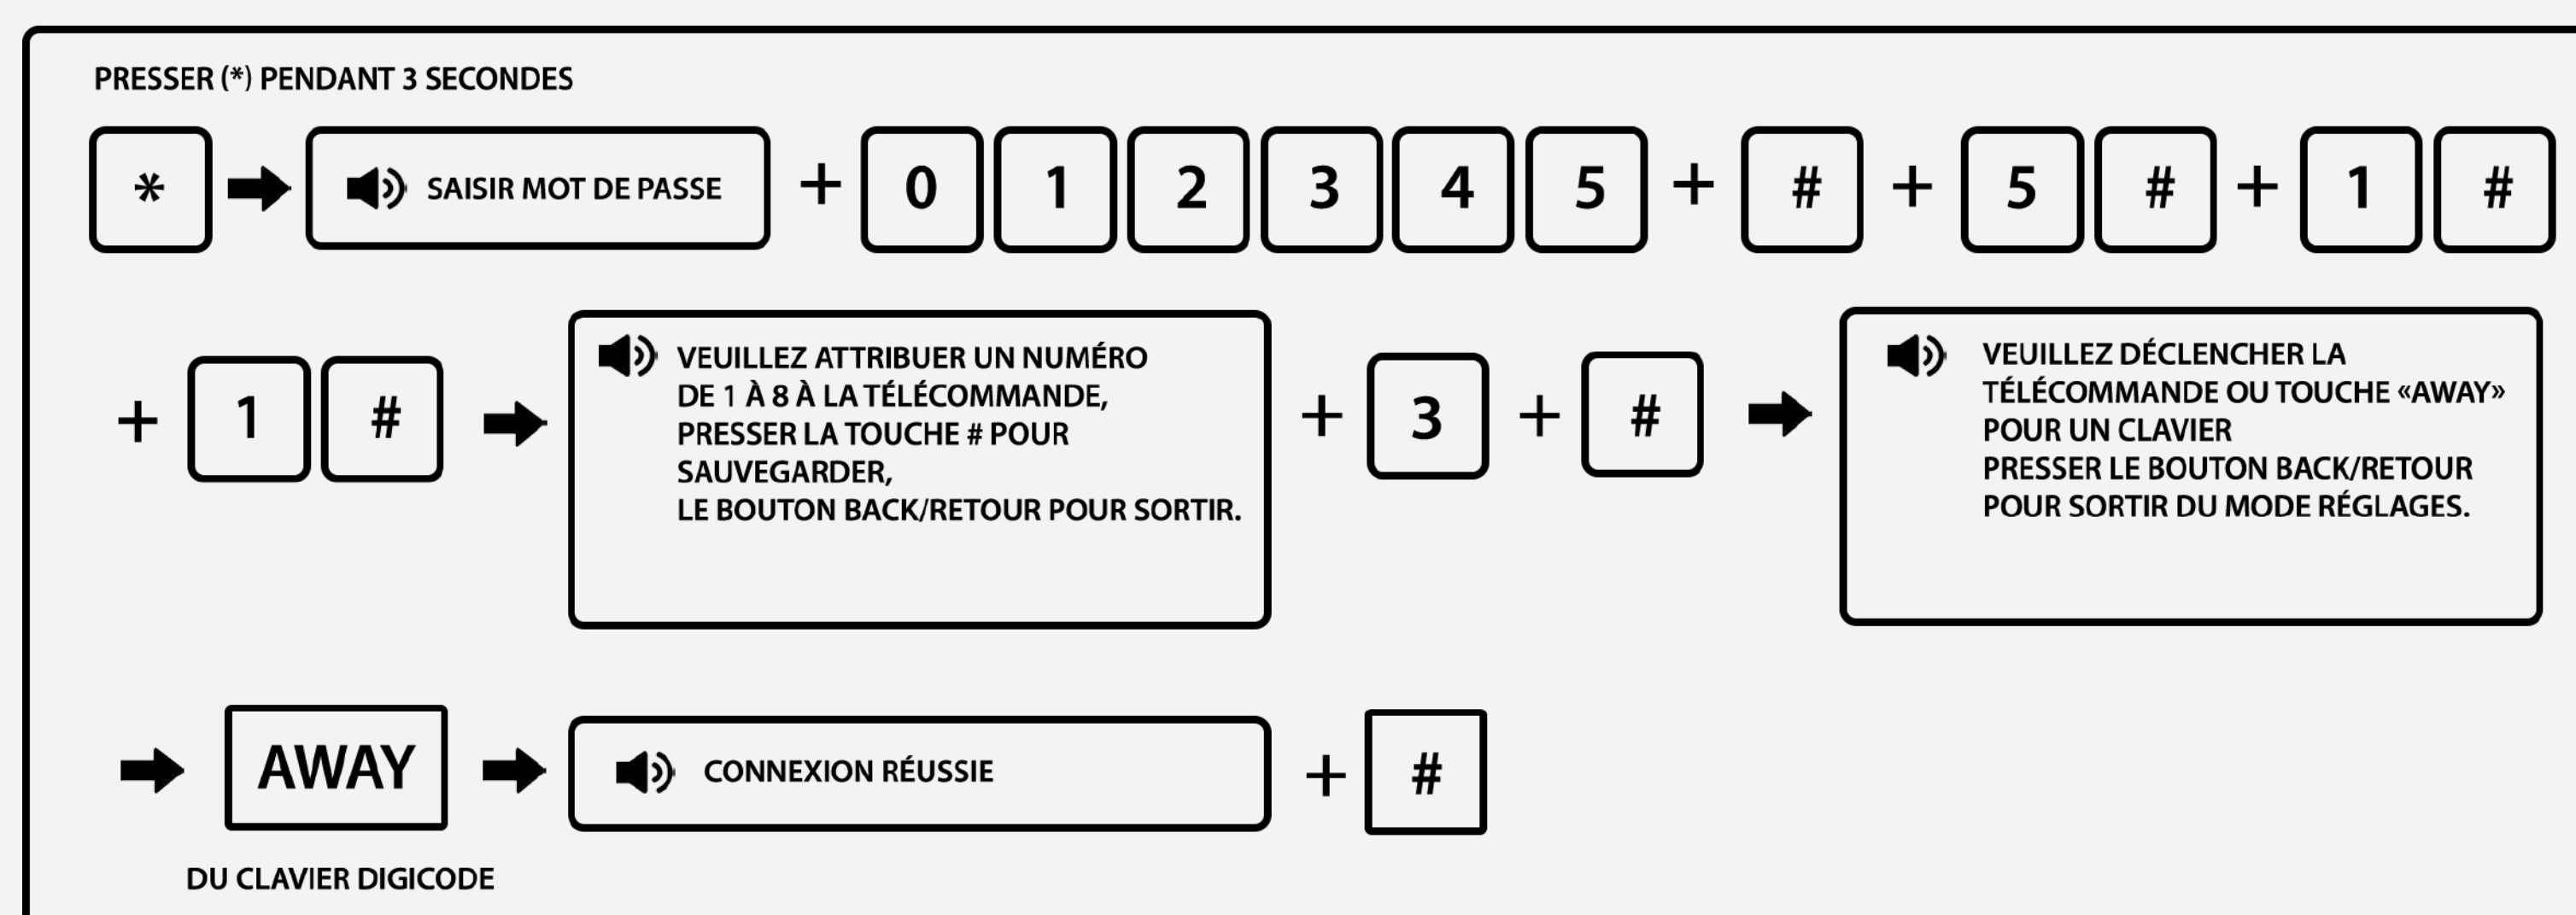 PRESSER (*) PENDANT 3 SECONDES
* SAISIR MOT DE PASSE + 0 1 2 3 4 5 + # + 5 # + 1 #
+ 1 #
VEUILLEZ ATTRIBUER UN NUMÉRO
DE 1 À 8 À LA TÉLÉCOMMANDE,
PRESSER LA TOUCHE # POUR
SAUVEGARDER,
LE BOUTON BACK/RETOUR POUR SORTIR.
+ 3 + #
VEUILLEZ DÉCLENCHER LA
TÉLÉCOMMANDE OU TOUCHE «AWAY»
POUR UN CLAVIER
PRESSER LE BOUTON BACK/RETOUR
POUR SORTIR DU MODE RÉGLAGES.
AWAY CONNEXION RÉUSSIE + #
DU CLAVIER DIGICODE